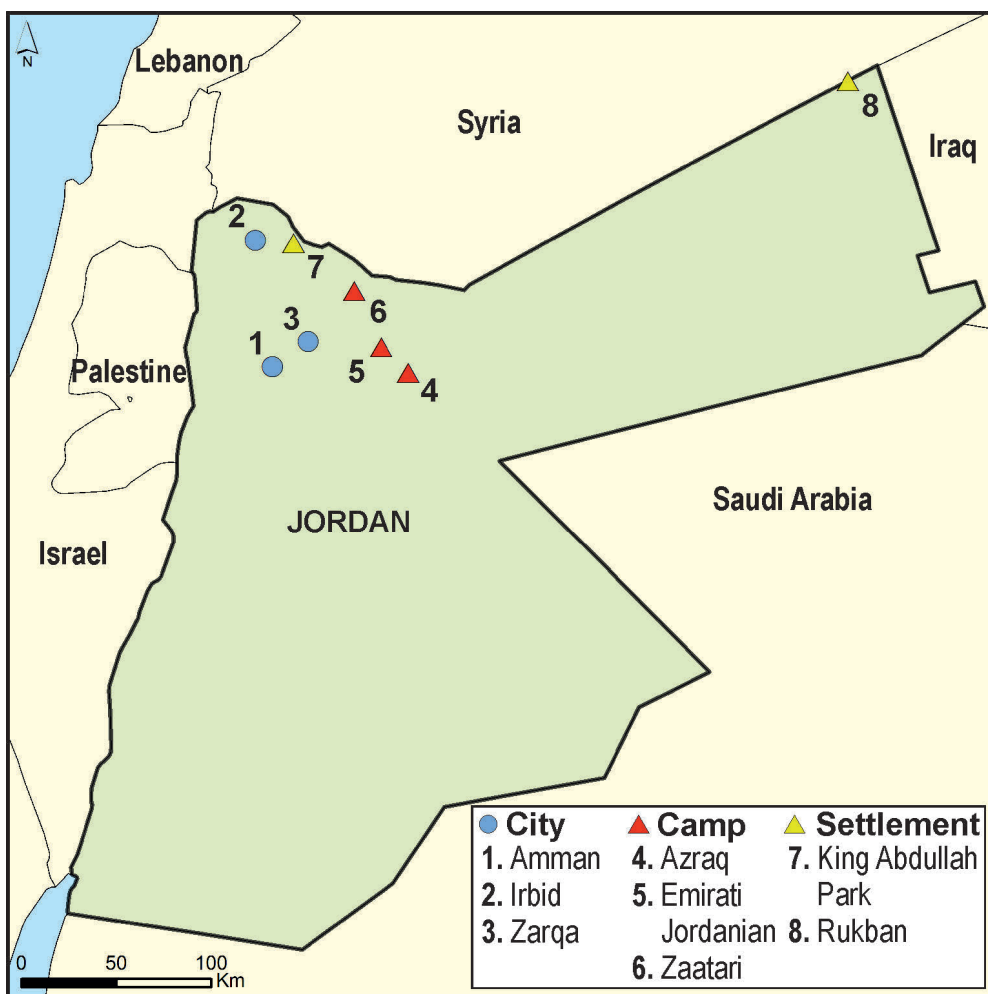 N
Lebanon
Syria
8
Iraq
2
7
6
3
1
5
4
Palestine
Saudi Arabia
JORDAN
Israel
City
1. Amman
2. Irbid
3. Zarqa
Camp
4. Azraq
5. Emirati
Jordanian
6. Zaatari
Settlement
7. King Abdullah
Park
8. Rukban
0 50 100
Km